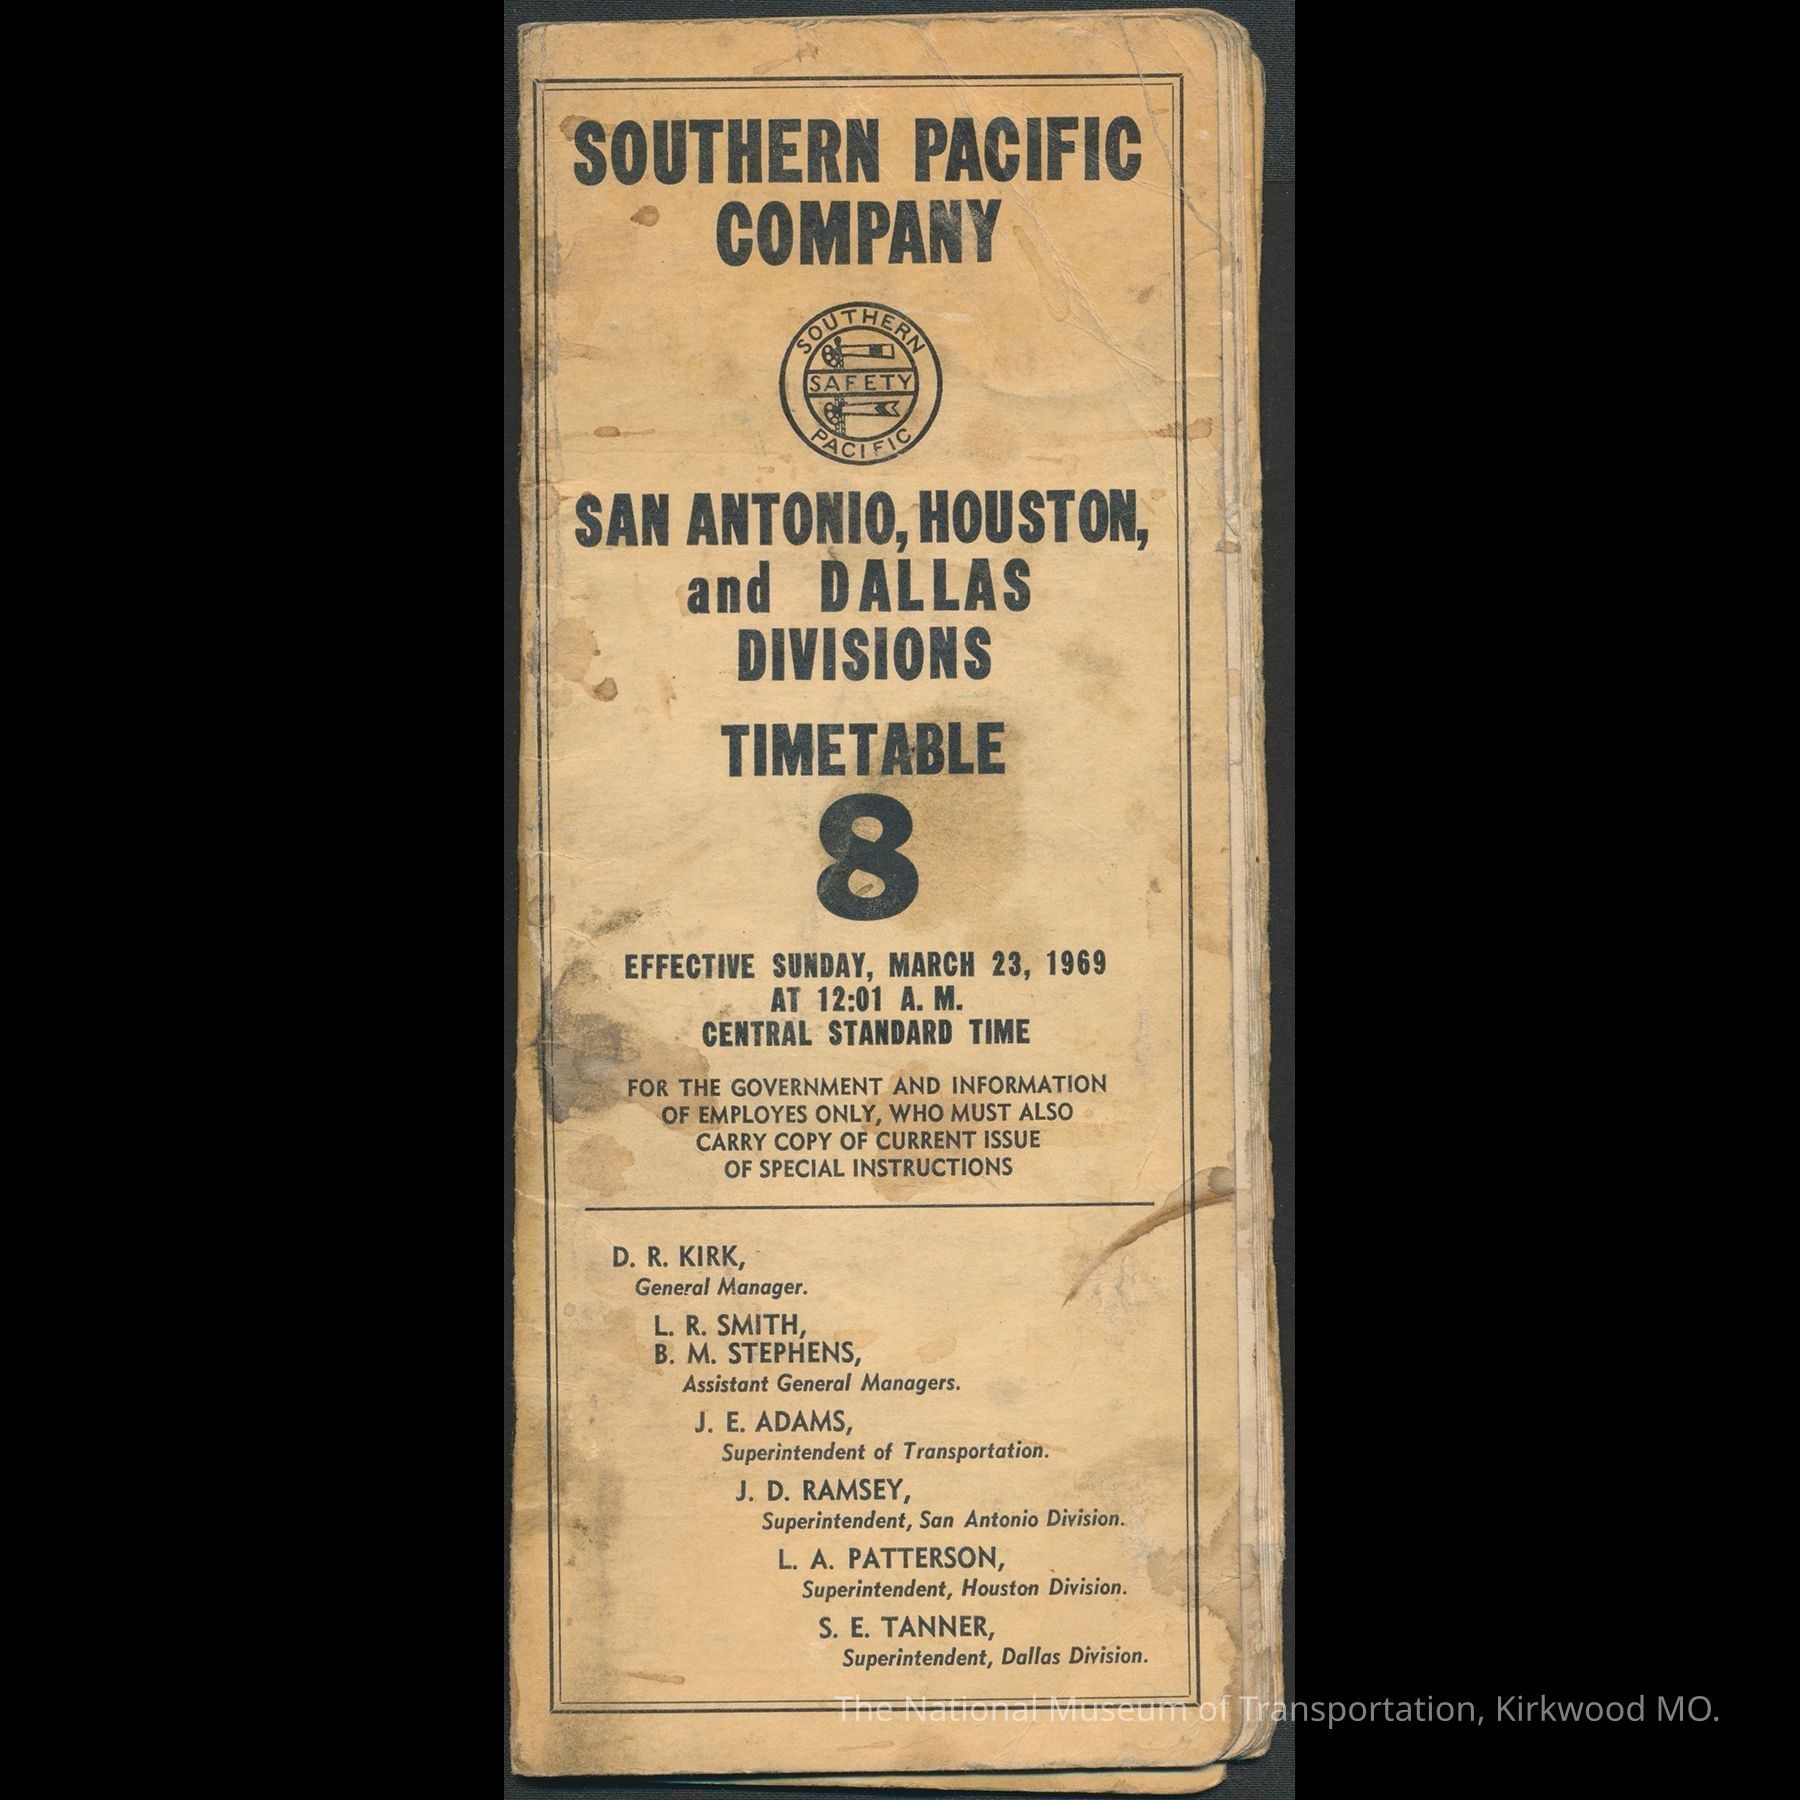 SOUTHERN PACIFIC
COMPANY
SOUTHERN
SAFETY
PACIFIC
SAN ANTONIO, HOUSTON,
and DALLAS
DIVISIONS
TIMETABLE
8
EFFECTIVE SUNDAY, MARCH 23, 1969
AT 12:01 A. M.
CENTRAL STANDARD TIME
FOR THE GOVERNMENT AND INFORMATION
OF EMPLOYES ONLY, WHO MUST ALSO
CARRY COPY OF CURRENT ISSUE
OF SPECIAL INSTRUCTIONS
D. R. KIRK,
General Manager.
L. R. SMITH,
B. M. STEPHENS,
Assistant General Managers.
J. E. ADAMS,
Superintendent of Transportation.
J. D. RAMSEY,
Superintendent, San Antonio Division.
L. A. PATTERSON,
Superintendent, Houston Division.
S. E. TANNER,
Superintendent, Dallas Division.
The National Museum of Transportation, Kirkwood MO.